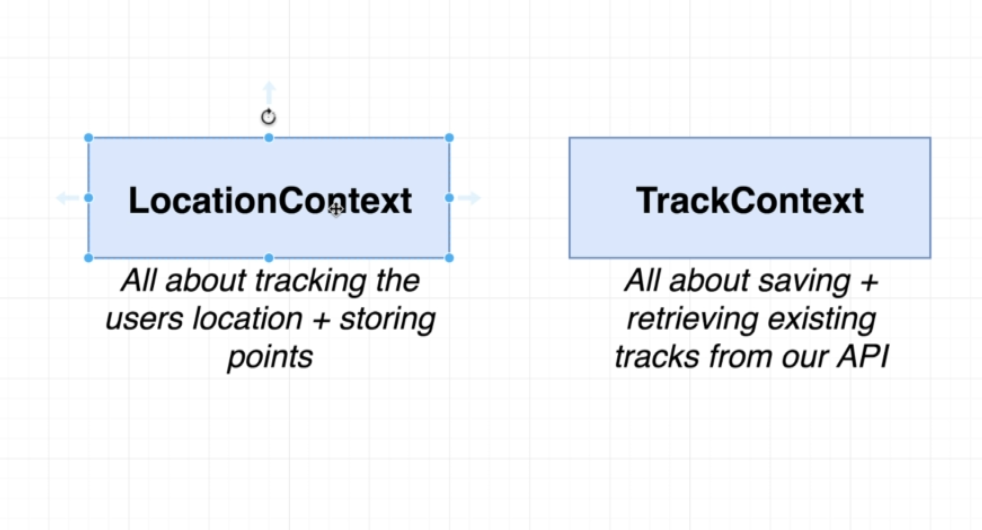 LocationContext
All about tracking the
users location + storing
points
TrackContext
All about saving +
retrieving existing
tracks from our API